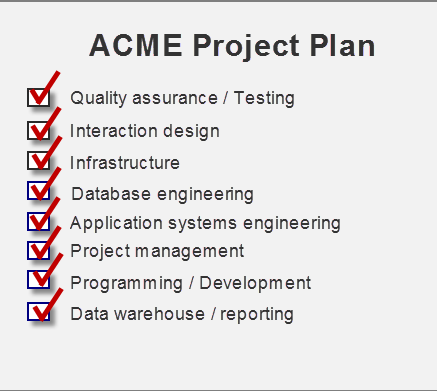 ACME Project Plan
Quality assurance / Testing
Interaction design
Infrastructure
Database engineering
Application systems engineering
Project management
Programming / Development
Data warehouse / reporting